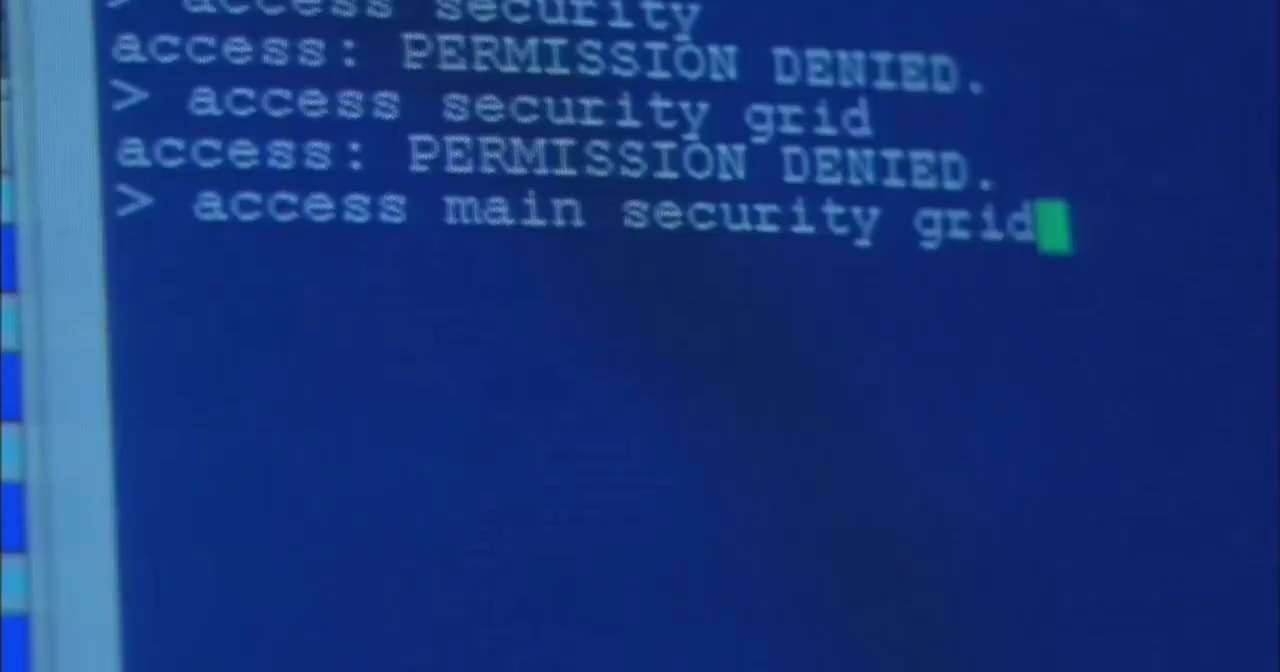 > access security
access: PERMISSION DENIED.
> access security grid
access: PERMISSION DENIED.
> access main security grid